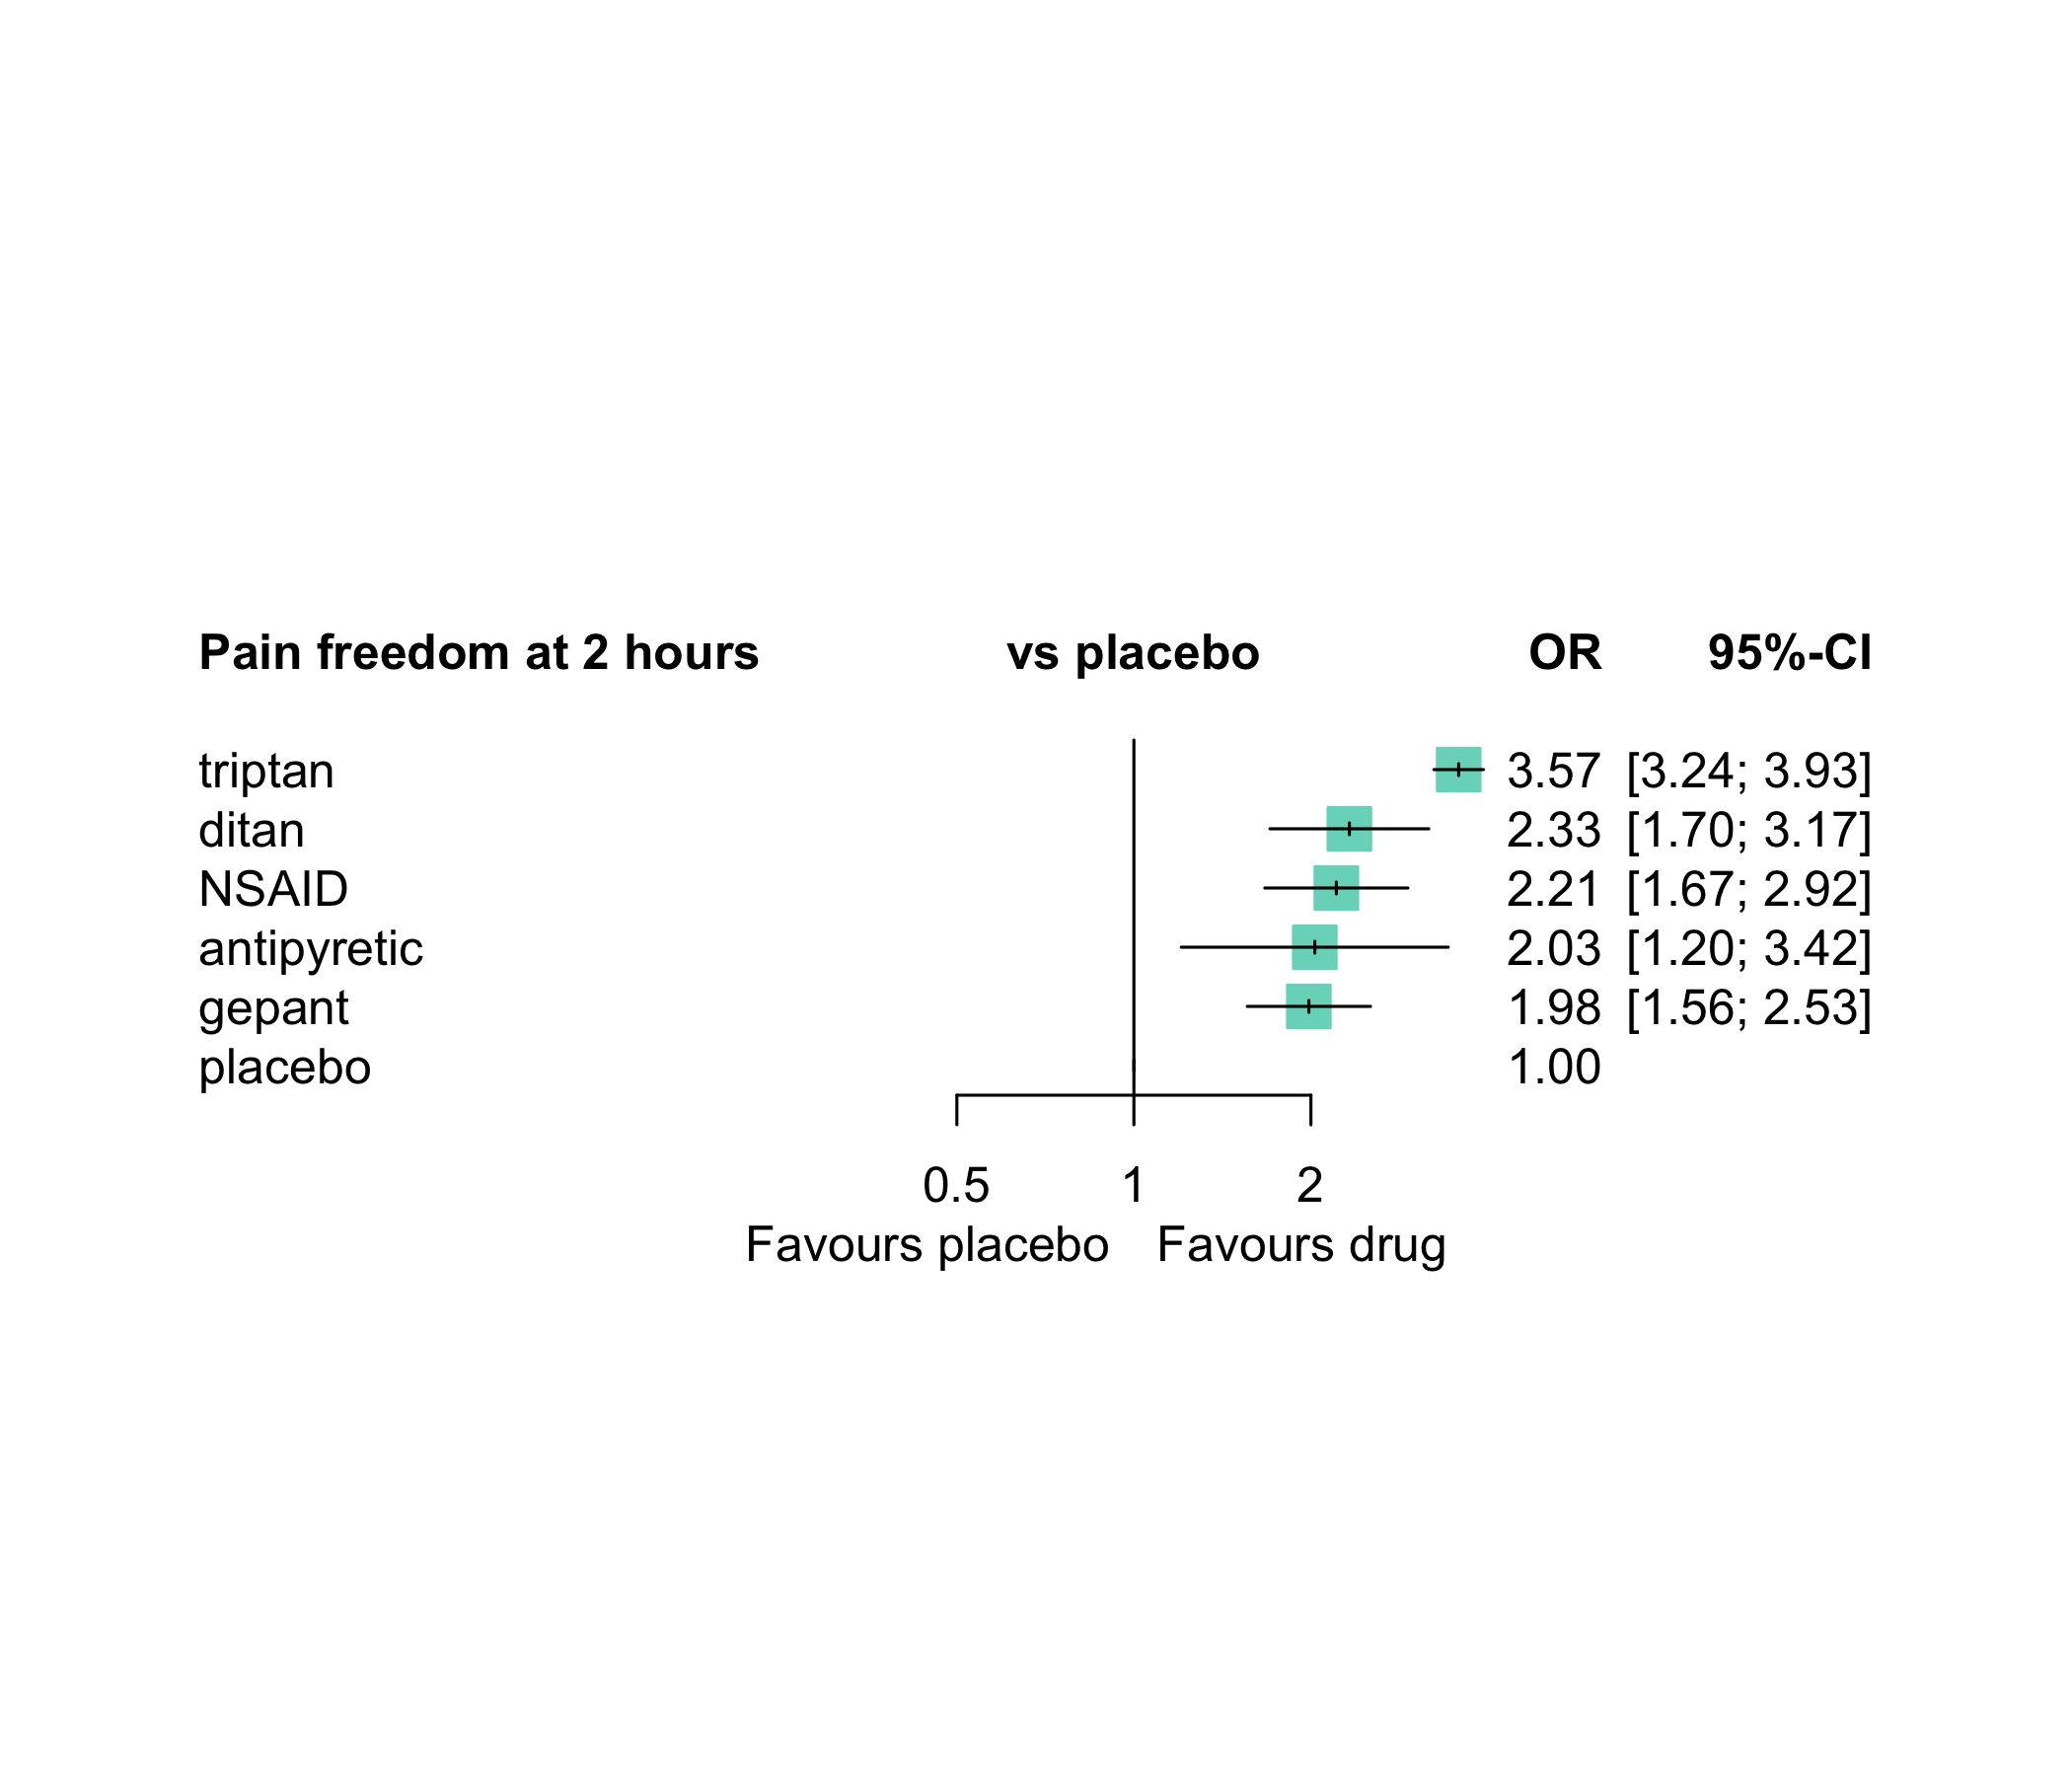 Pain freedom at 2 hours vs placebo OR 95%-CI
triptan 3.57 [3.24; 3.93]
ditan 2.33 [1.70; 3.17]
NSAID 2.21 [1.67; 2.92]
antipyretic 2.03 [1.20; 3.42]
gepant 1.98 [1.56; 2.53]
placebo 1.00
0.5 1 2
Favours placebo Favours drug